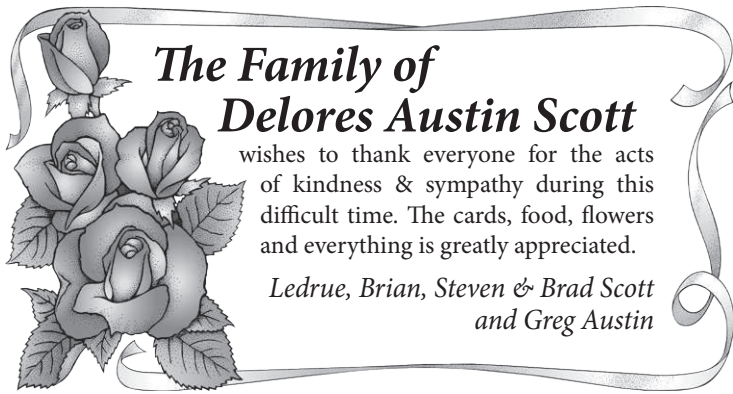 The Family of
Delores Austin Scott
wishes to thank everyone for the acts
of kindness & sympathy during this
difficult time. The cards, food, flowers
and everything is greatly appreciated.
Ledrue, Brian, Steven & Brad Scott
and Greg Austin